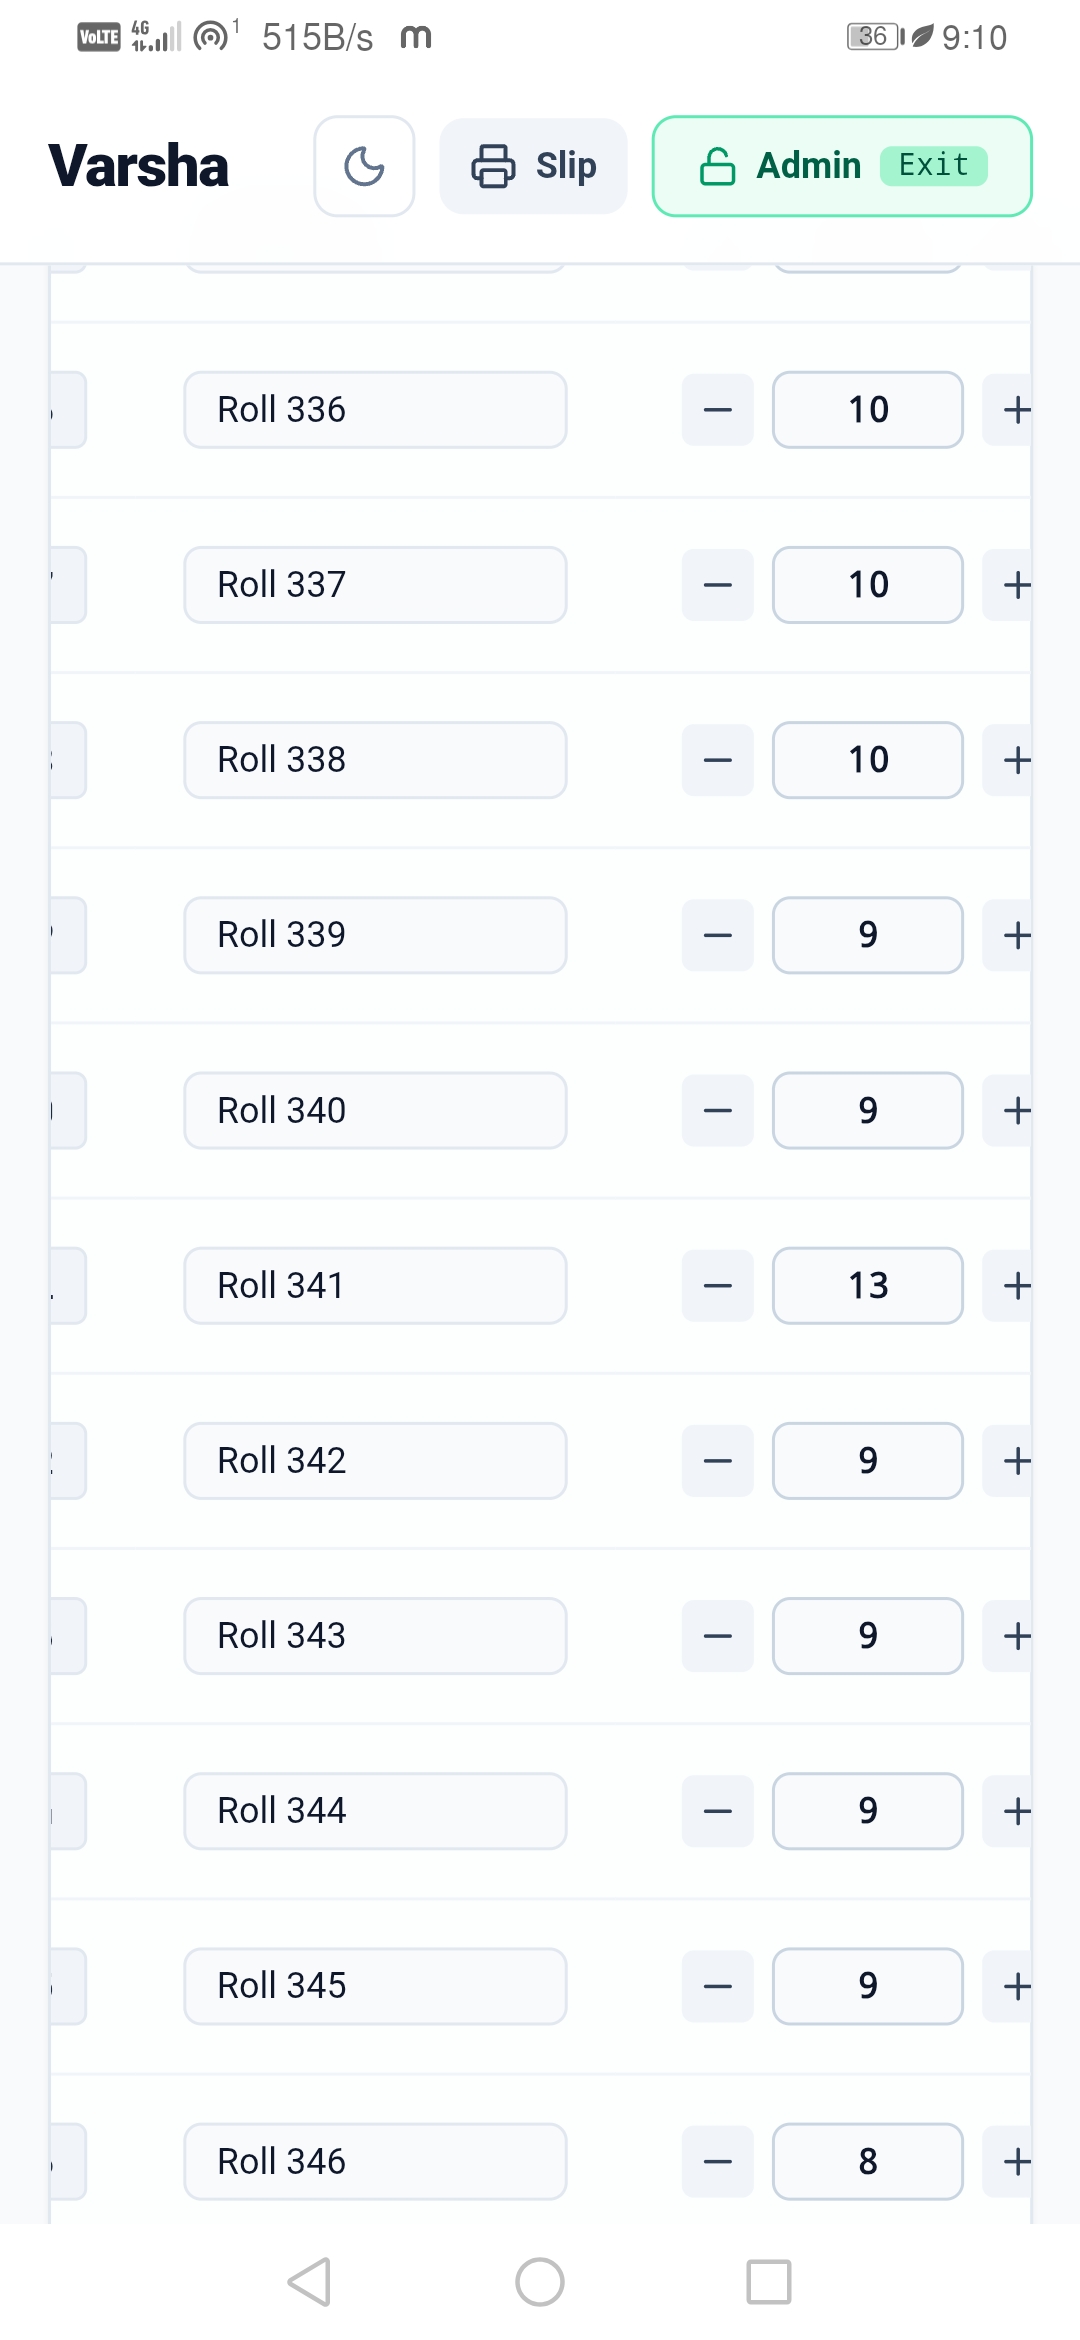 VoLTE 4G 1 515B/s m 36 9:10
Varsha Slip Admin Exit
Roll 336 − 10 +
Roll 337 − 10 +
Roll 338 − 10 +
Roll 339 − 9 +
Roll 340 − 9 +
Roll 341 − 13 +
Roll 342 − 9 +
Roll 343 − 9 +
Roll 344 − 9 +
Roll 345 − 9 +
Roll 346 − 8 +